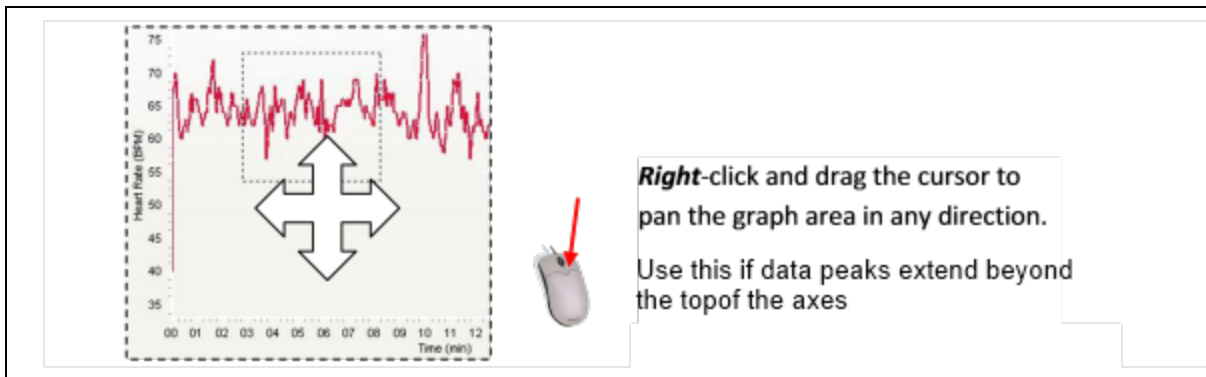 75
70
65
60
55
50
45
40
35
Heart Rate (BPM)
00 01 02 03 04 05 06 07 08 09 10 11 12
Time (min)
Right-click and drag the cursor to
pan the graph area in any direction.
Use this if data peaks extend beyond
the topof the axes